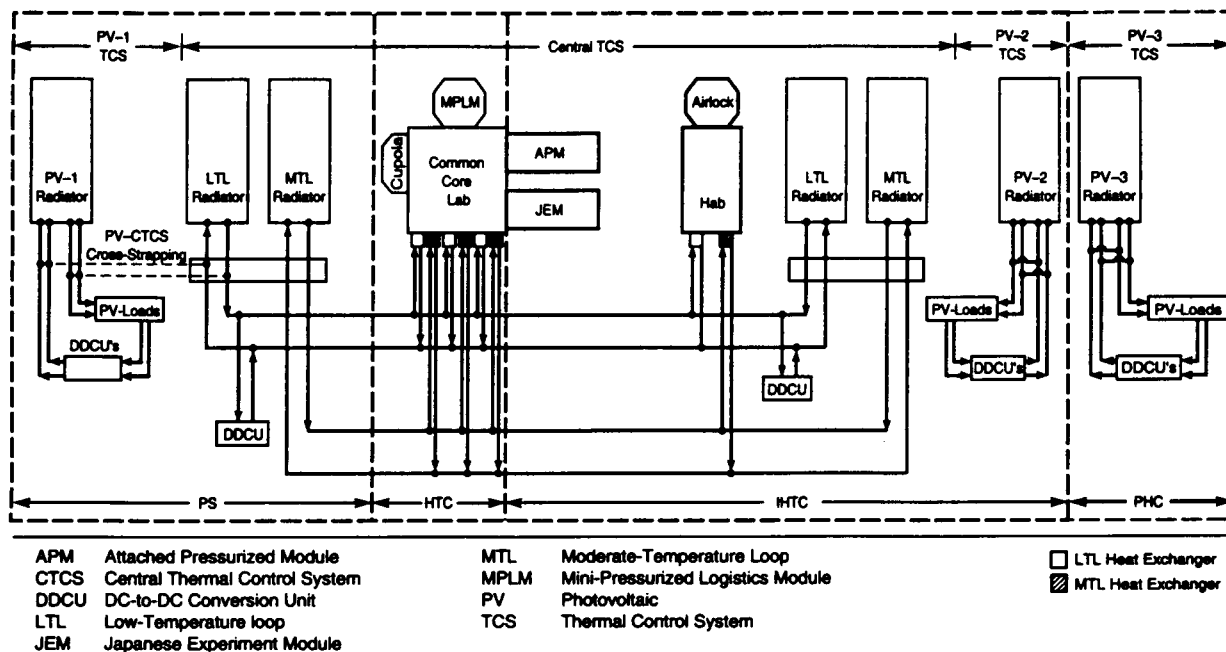 PV-1
TCS
Central TCS
PV-2
TCS
PV-3
TCS
MPLM
Airlock
Cupola
Common
Core
Lab
APM
JEM
Hab
PV-1
Radiator
LTL
Radiator
MTL
Radiator
LTL
Radiator
MTL
Radiator
PV-2
Radiator
PV-3
Radiator
PV-CTCS
Cross-Strapping
PV-Loads
DDCU's
DDCU
DDCU
PV-Loads
DDCU's
PV-Loads
DDCU's
PS
HTC
IHTC
PHC
APM Attached Pressurized Module
CTCS Central Thermal Control System
DDCU DC-to-DC Conversion Unit
LTL Low-Temperature loop
JEM Japanese Experiment Module
MTL Moderate-Temperature Loop
MPLM Mini-Pressurized Logistics Module
PV Photovoltaic
TCS Thermal Control System
LTL Heat Exchanger
MTL Heat Exchanger